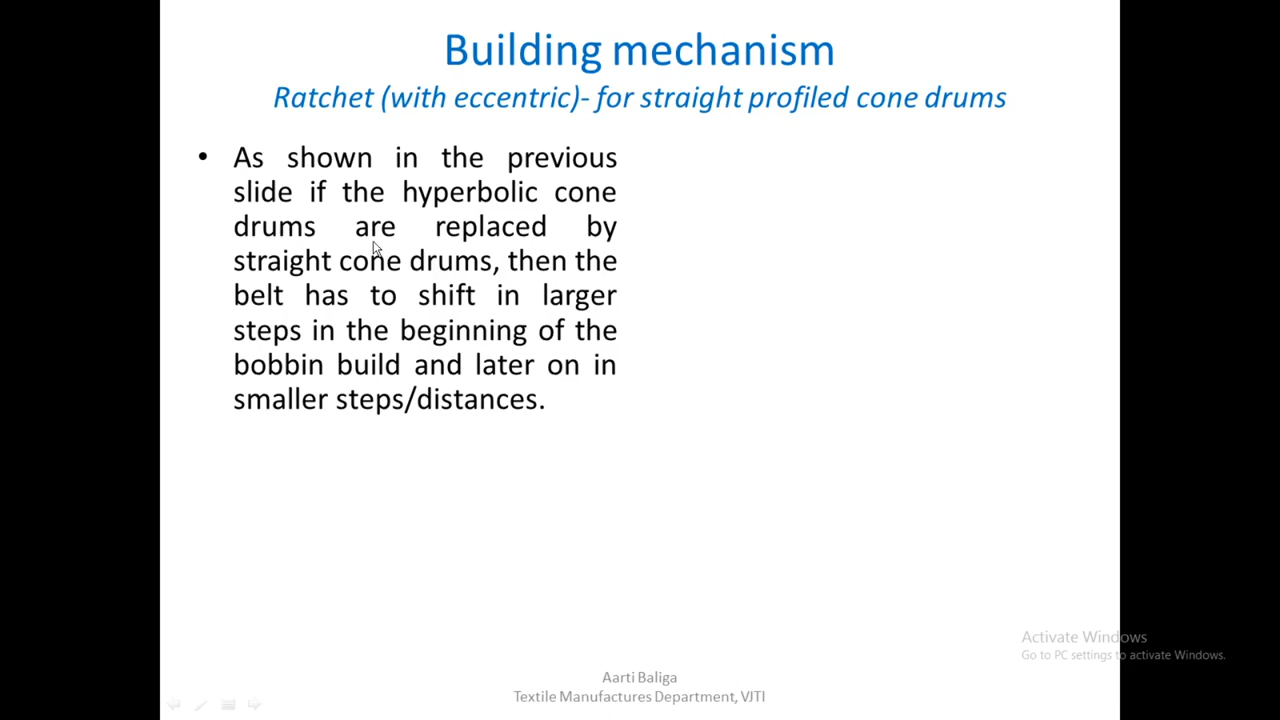 Building mechanism
Ratchet (with eccentric)- for straight profiled cone drums
• As shown in the previous
slide if the hyperbolic cone
drums are replaced by
straight cone drums, then the
belt has to shift in larger
steps in the beginning of the
bobbin build and later on in
smaller steps/distances.
Activate Windows
Go to PC settings to activate Windows.
Aarti Baliga
Textile Manufactures Department, VJTI